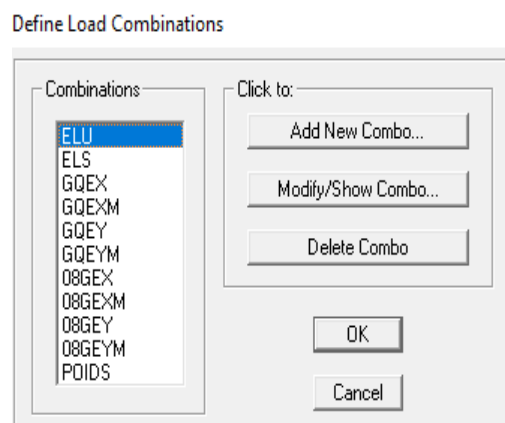 Define Load Combinations
Combinations
ELU
ELS
GQEX
GQEXM
GQEY
GQEYM
08GEX
08GEXM
08GEY
08GEYM
POIDS
Click to:
Add New Combo...
Modify/Show Combo...
Delete Combo
OK
Cancel